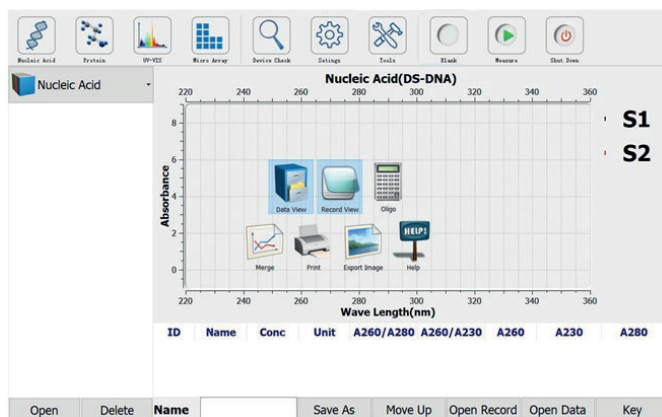 Nucleic Acid Protein UV-VIS Micro Array Device Check Setings Tools Blank Measure Shut Down
Nucleic Acid
Nucleic Acid(DS-DNA)
220 240 260 280 300 320 340 360
8
6
4
2
0
Absorbance
S1
S2
Data View Record View Oligo
HELP!
Merge Print Export Image Help
220 240 260 280 300 320 340 360
Wave Length(nm)
ID Name Conc Unit A260/A280 A260/A230 A260 A230 A280
Open Delete Name Save As Move Up Open Record Open Data Key